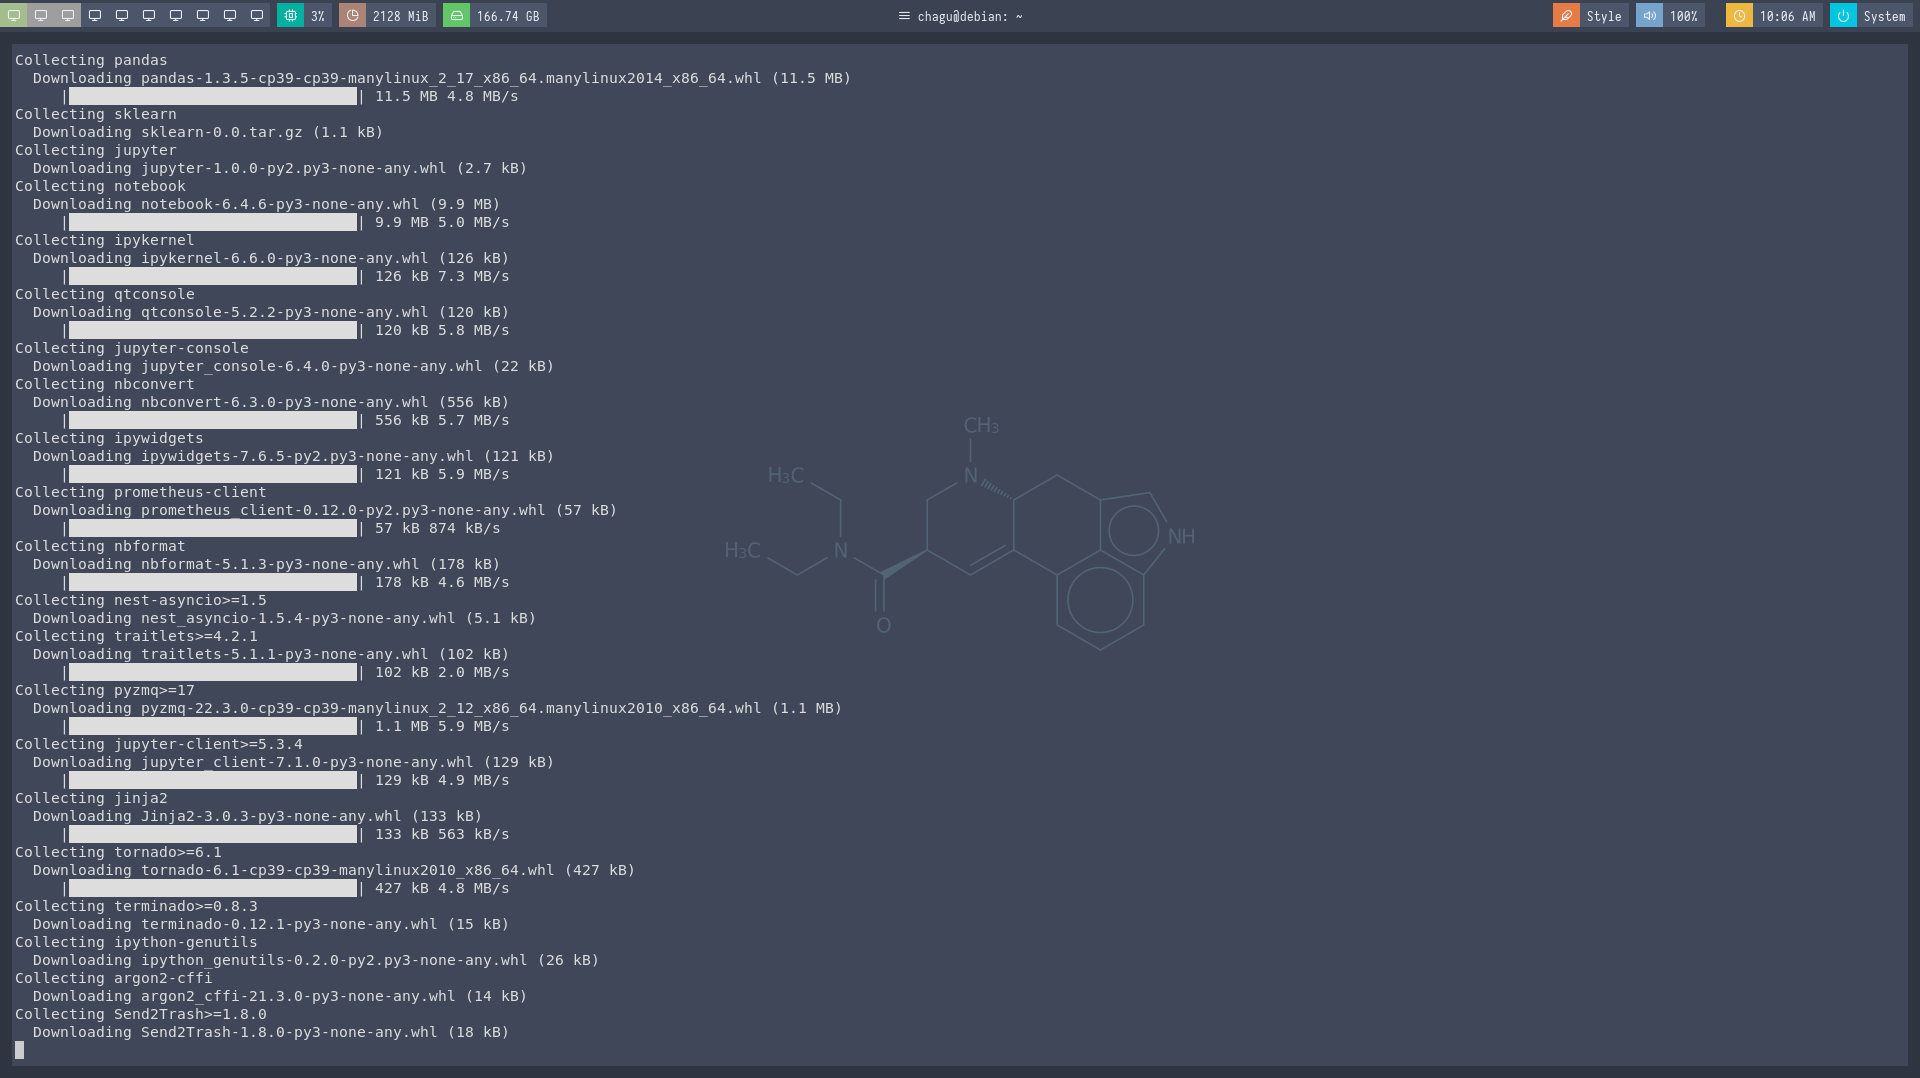 3%
2128 MiB
166.74 GB
chagu@debian: ~
Style
100%
10:06 AM
System
Collecting pandas
Downloading pandas-1.3.5-cp39-cp39-manylinux_2_17_x86_64.manylinux2014_x86_64.whl (11.5 MB)
| | 11.5 MB 4.8 MB/s
Collecting sklearn
Downloading sklearn-0.0.tar.gz (1.1 kB)
Collecting jupyter
Downloading jupyter-1.0.0-py2.py3-none-any.whl (2.7 kB)
Collecting notebook
Downloading notebook-6.4.6-py3-none-any.whl (9.9 MB)
| | 9.9 MB 5.0 MB/s
Collecting ipykernel
Downloading ipykernel-6.6.0-py3-none-any.whl (126 kB)
| | 126 kB 7.3 MB/s
Collecting qtconsole
Downloading qtconsole-5.2.2-py3-none-any.whl (120 kB)
| | 120 kB 5.8 MB/s
Collecting jupyter-console
Downloading jupyter_console-6.4.0-py3-none-any.whl (22 kB)
Collecting nbconvert
Downloading nbconvert-6.3.0-py3-none-any.whl (556 kB)
| | 556 kB 5.7 MB/s
Collecting ipywidgets
Downloading ipywidgets-7.6.5-py2.py3-none-any.whl (121 kB)
| | 121 kB 5.9 MB/s
Collecting prometheus-client
Downloading prometheus_client-0.12.0-py2.py3-none-any.whl (57 kB)
| | 57 kB 874 kB/s
Collecting nbformat
Downloading nbformat-5.1.3-py3-none-any.whl (178 kB)
| | 178 kB 4.6 MB/s
Collecting nest-asyncio>=1.5
Downloading nest_asyncio-1.5.4-py3-none-any.whl (5.1 kB)
Collecting traitlets>=4.2.1
Downloading traitlets-5.1.1-py3-none-any.whl (102 kB)
| | 102 kB 2.0 MB/s
Collecting pyzmq>=17
Downloading pyzmq-22.3.0-cp39-cp39-manylinux_2_12_x86_64.manylinux2010_x86_64.whl (1.1 MB)
| | 1.1 MB 5.9 MB/s
Collecting jupyter-client>=5.3.4
Downloading jupyter_client-7.1.0-py3-none-any.whl (129 kB)
| | 129 kB 4.9 MB/s
Collecting jinja2
Downloading Jinja2-3.0.3-py3-none-any.whl (133 kB)
| | 133 kB 563 kB/s
Collecting tornado>=6.1
Downloading tornado-6.1-cp39-cp39-manylinux2010_x86_64.whl (427 kB)
| | 427 kB 4.8 MB/s
Collecting terminado>=0.8.3
Downloading terminado-0.12.1-py3-none-any.whl (15 kB)
Collecting ipython-genutils
Downloading ipython_genutils-0.2.0-py2.py3-none-any.whl (26 kB)
Collecting argon2-cffi
Downloading argon2_cffi-21.3.0-py3-none-any.whl (14 kB)
Collecting Send2Trash>=1.8.0
Downloading Send2Trash-1.8.0-py3-none-any.whl (18 kB)
CH₃
H₃C
N
NH
H₃C
N
O